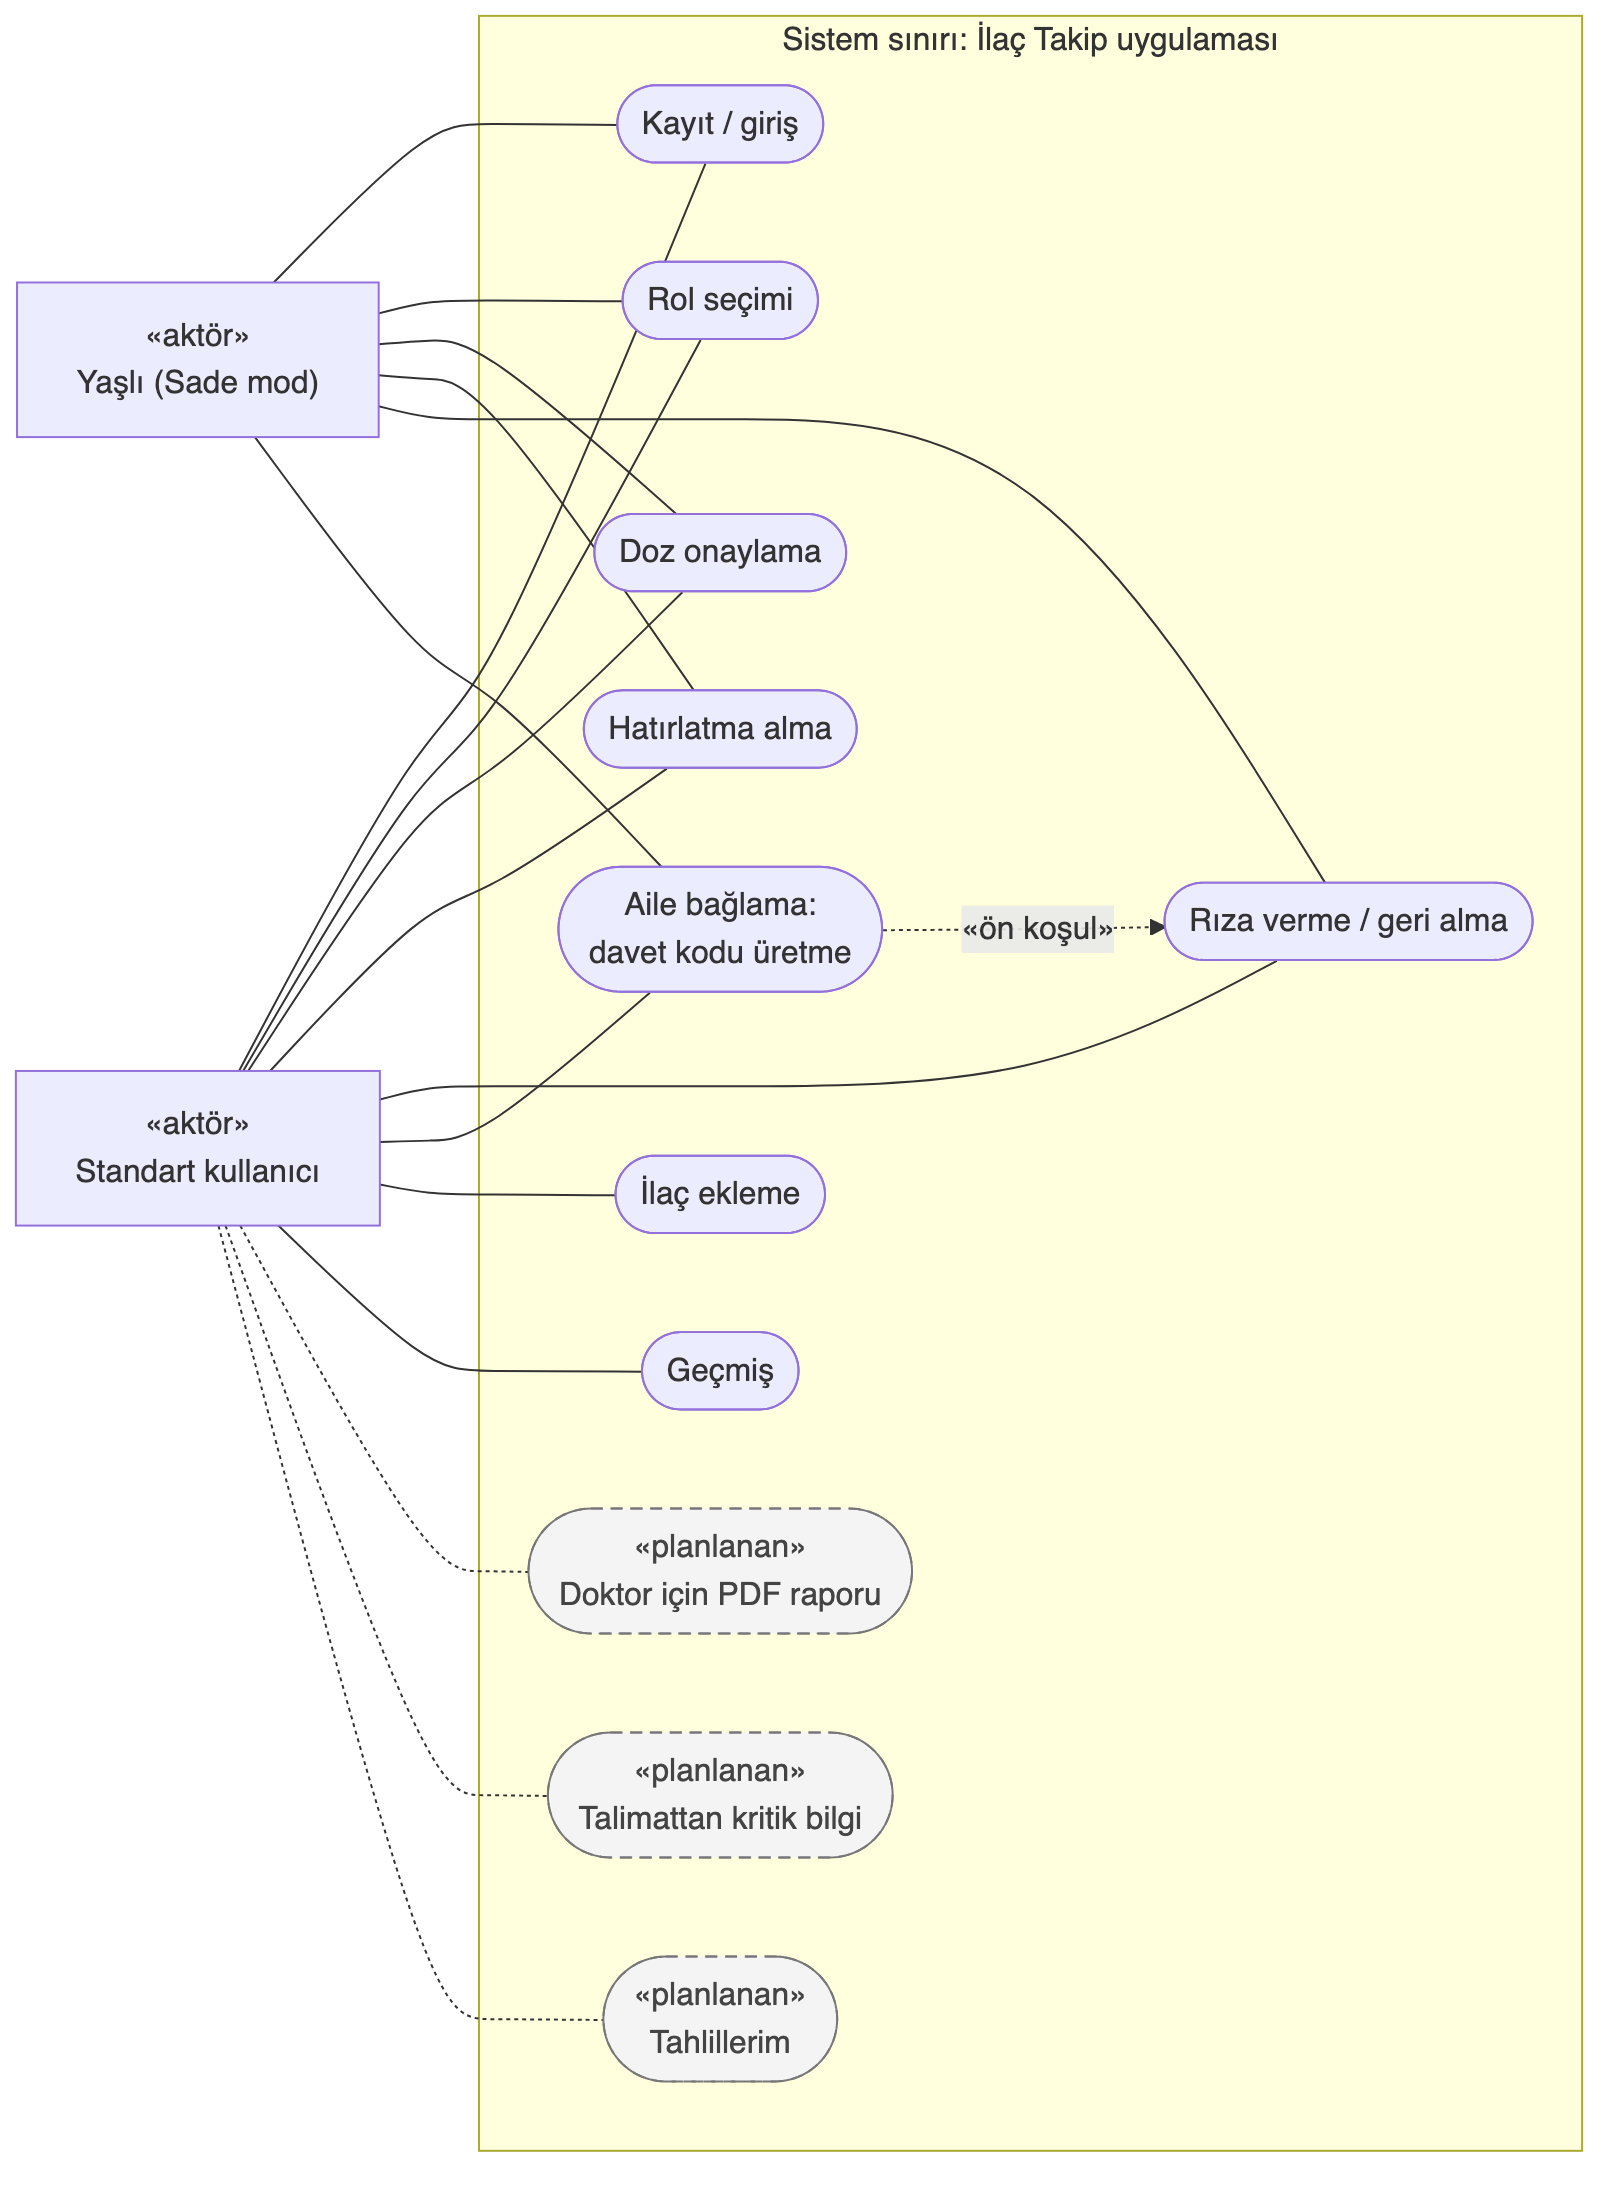 Sistem sınırı: İlaç Takip uygulaması
Kayıt / giriş
Rol seçimi
«aktör»
Yaşlı (Sade mod)
Doz onaylama
Hatırlatma alma
Aile bağlama:
davet kodu üretme
«ön koşul»
Rıza verme / geri alma
«aktör»
Standart kullanıcı
İlaç ekleme
Geçmiş
«planlanan»
Doktor için PDF raporu
«planlanan»
Talimattan kritik bilgi
«planlanan»
Tahlillerim